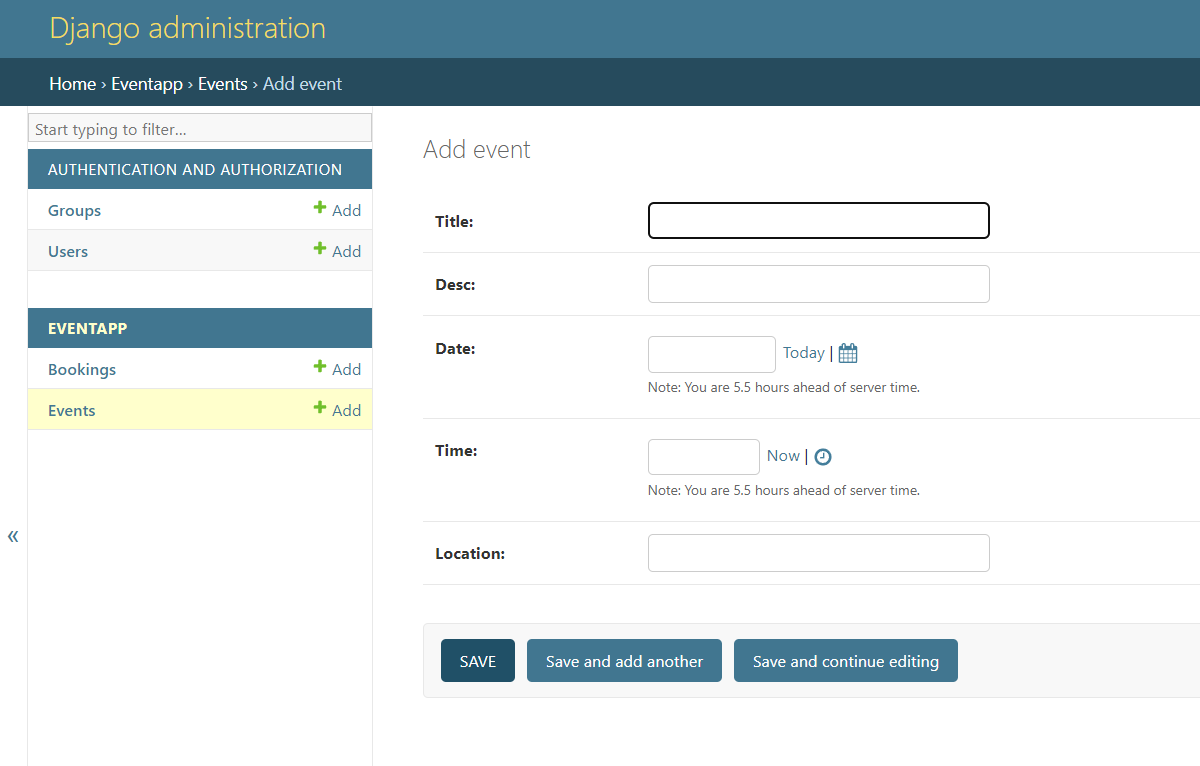 Django administration
Home › Eventapp › Events › Add event
Start typing to filter...
AUTHENTICATION AND AUTHORIZATION
Groups Add
Users Add
EVENTAPP
Bookings Add
Events Add
«
Add event
Title:
Desc:
Date: Today |
Note: You are 5.5 hours ahead of server time.
Time: Now |
Note: You are 5.5 hours ahead of server time.
Location:
SAVE Save and add another Save and continue editing